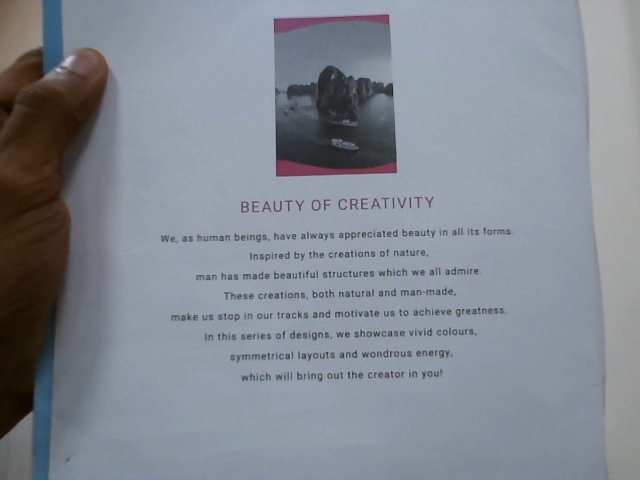 BEAUTY OF CREATIVITY
We, as human beings, have always appreciated beauty in all its forms.
Inspired by the creations of nature,
man has made beautiful structures which we all admire.
These creations, both natural and man-made,
make us stop in our tracks and motivate us to achieve greatness.
In this series of designs, we showcase vivid colours,
symmetrical layouts and wondrous energy,
which will bring out the creator in you!